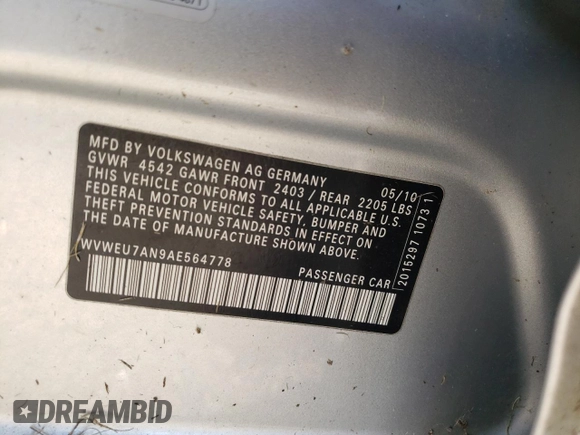 MFD BY VOLKSWAGEN AG GERMANY
GVWR 4542 GAWR FRONT 2403 / REAR 2205 LBS 05/10
THIS VEHICLE CONFORMS TO ALL APPLICABLE U.S.
FEDERAL MOTOR VEHICLE SAFETY, BUMPER AND
THEFT PREVENTION STANDARDS IN EFFECT ON
THE DATE OF MANUFACTURE SHOWN ABOVE.
WVWEU7AN9AE564778
PASSENGER CAR
2015297 1073 1
DREAMBID